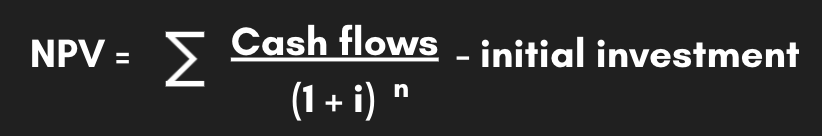 NPV = ∑ Cash flows - initial investment
(1 + i) n